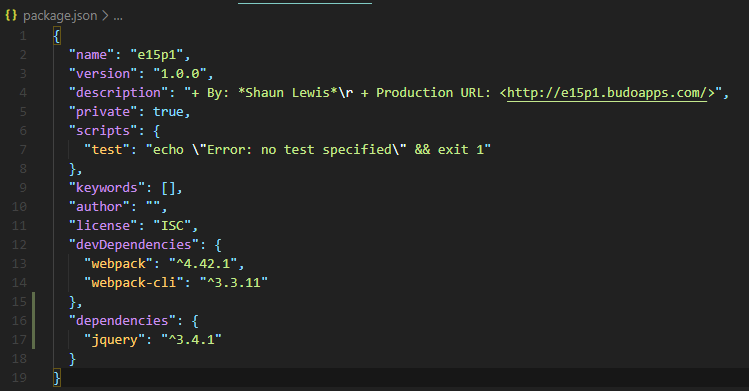 {} package.json > ...
1 {
2 "name": "e15p1",
3 "version": "1.0.0",
4 "description": "+ By: *Shaun Lewis*\r + Production URL: <http://e15p1.budoapps.com/>",
5 "private": true,
6 "scripts": {
7 "test": "echo \"Error: no test specified\" && exit 1"
8 },
9 "keywords": [],
10 "author": "",
11 "license": "ISC",
12 "devDependencies": {
13 "webpack": "^4.42.1",
14 "webpack-cli": "^3.3.11"
15 },
16 "dependencies": {
17 "jquery": "^3.4.1"
18 }
19 }